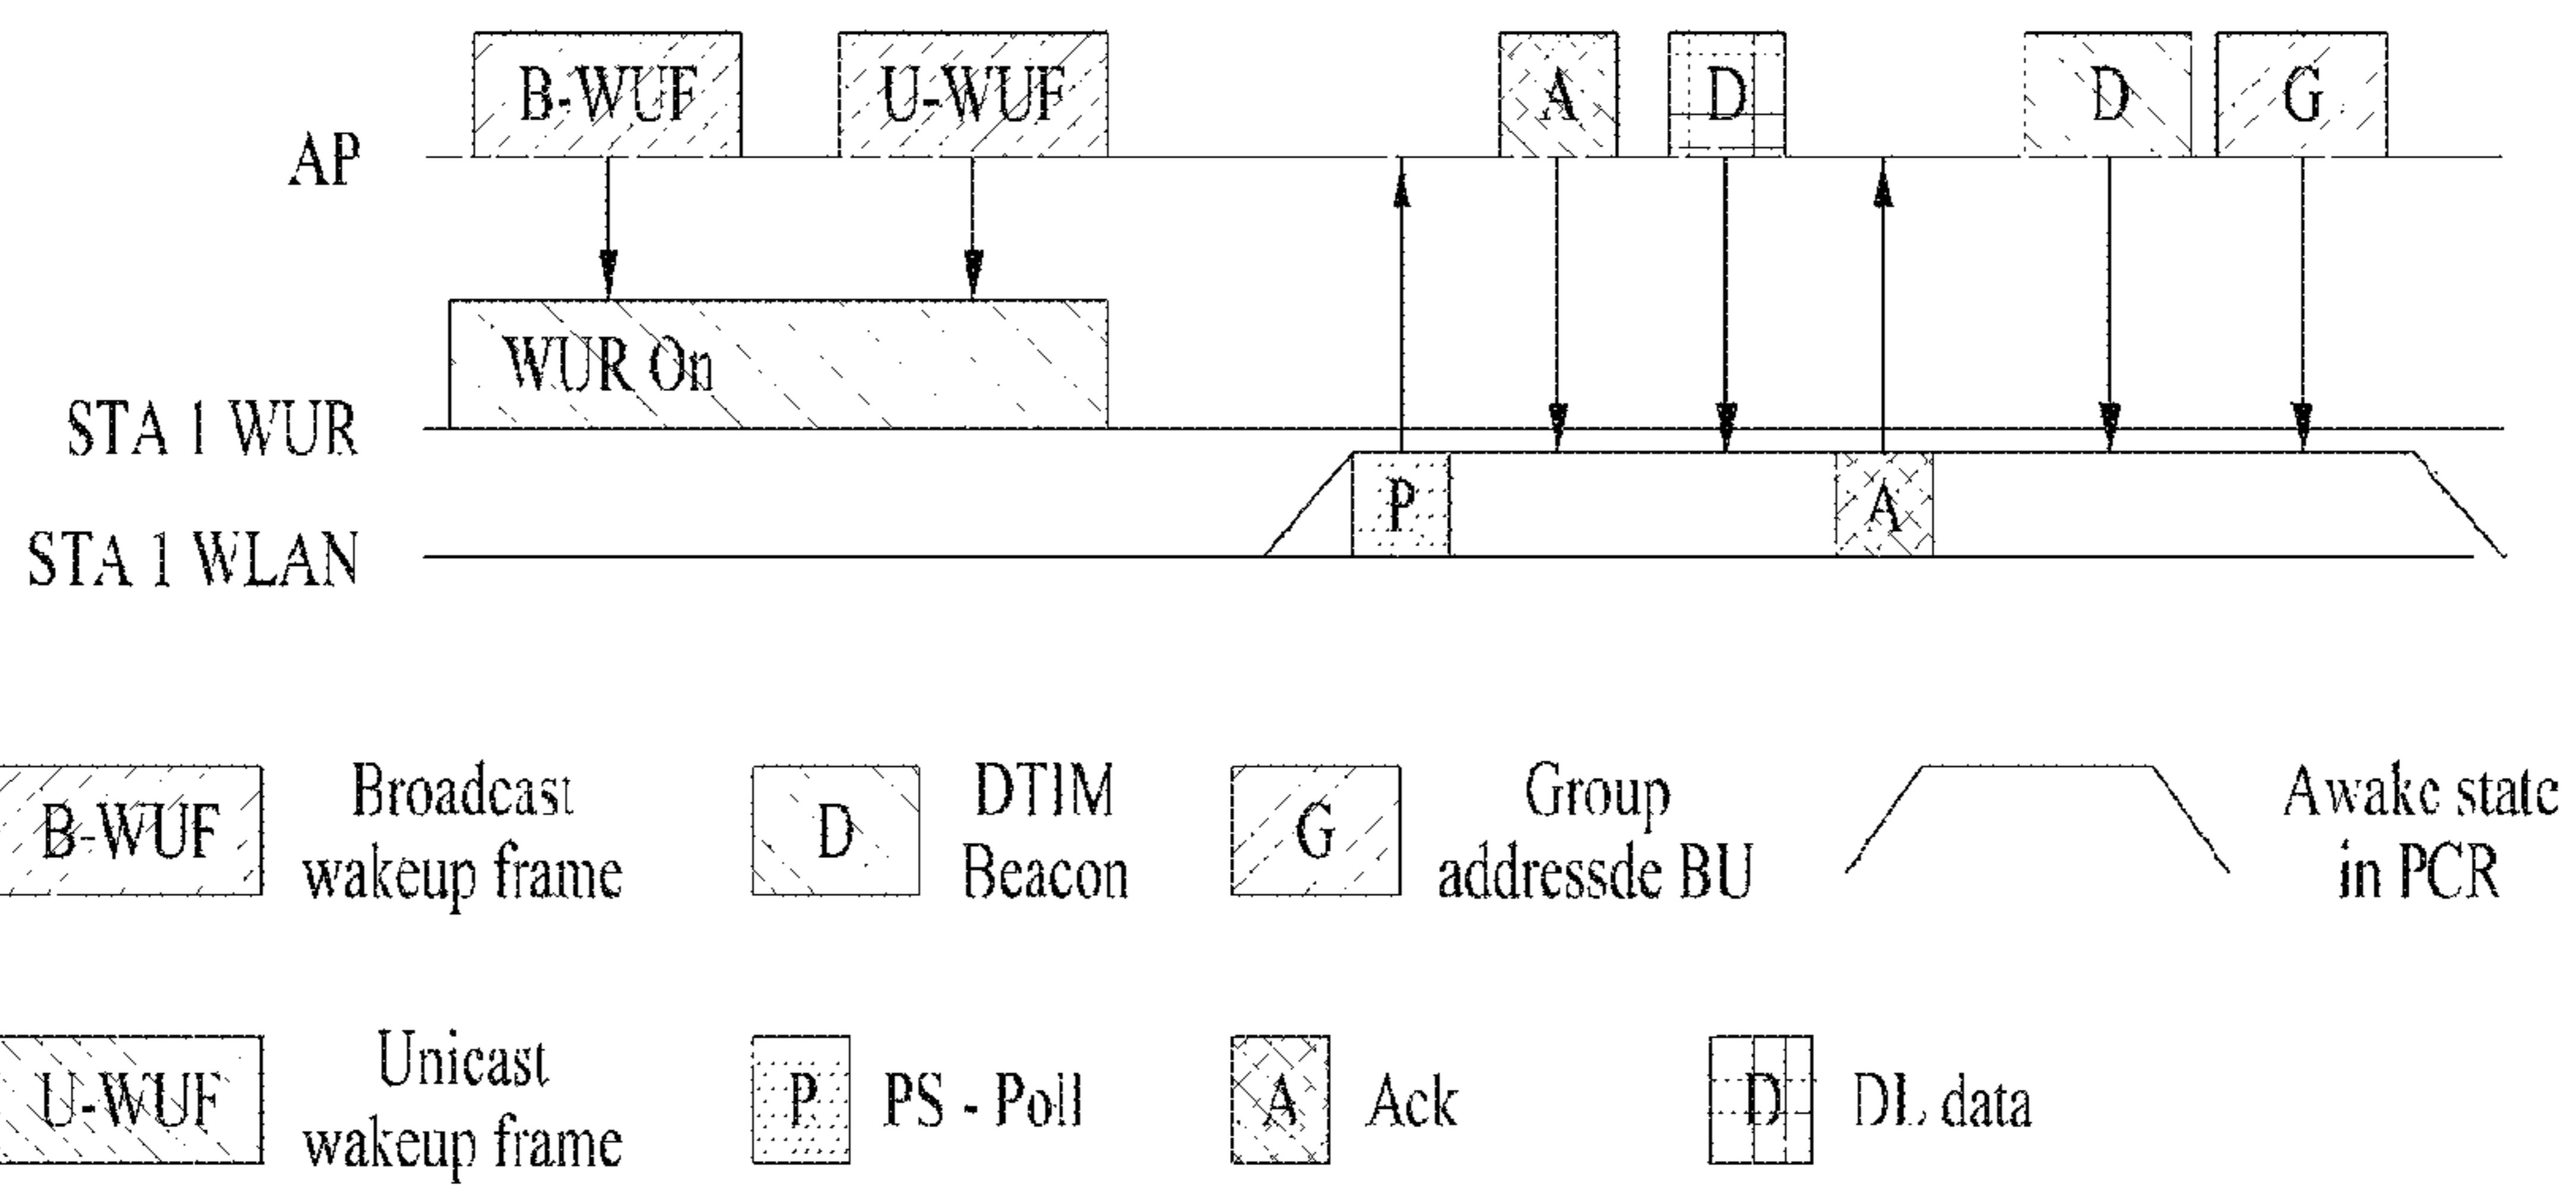 B-WUF U-WUF A D D G
AP
WUR On
STA 1 WUR
P A
STA 1 WLAN
B-WUF Broadcast wakeup frame
D DTIM Beacon
G Group addressde BU
Awake state in PCR
U-WUF Unicast wakeup frame
P PS - Poll
A Ack
D DL data